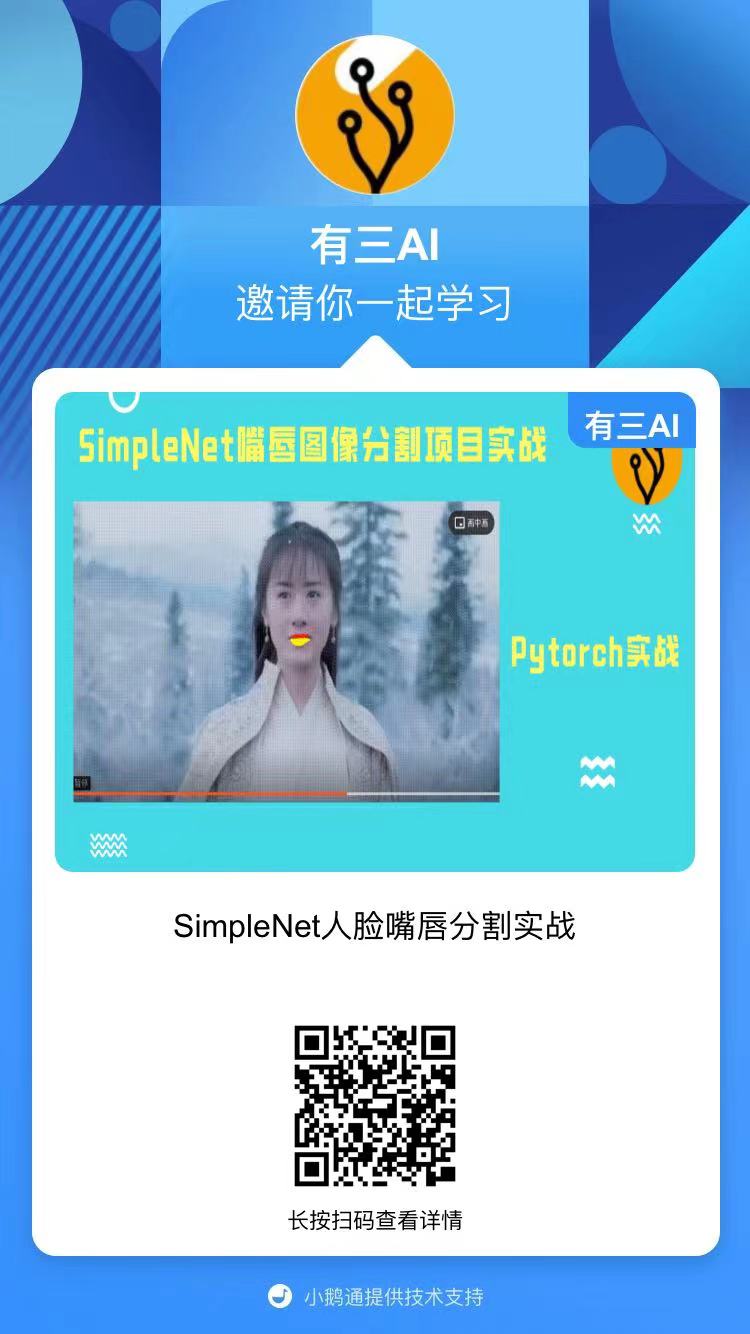 有三AI
邀请你一起学习
有三AI
SimpleNet嘴唇图像分割项目实战
画中画
Pytorch实战
暂停
SimpleNet人脸嘴唇分割实战
长按扫码查看详情
小鹅通提供技术支持